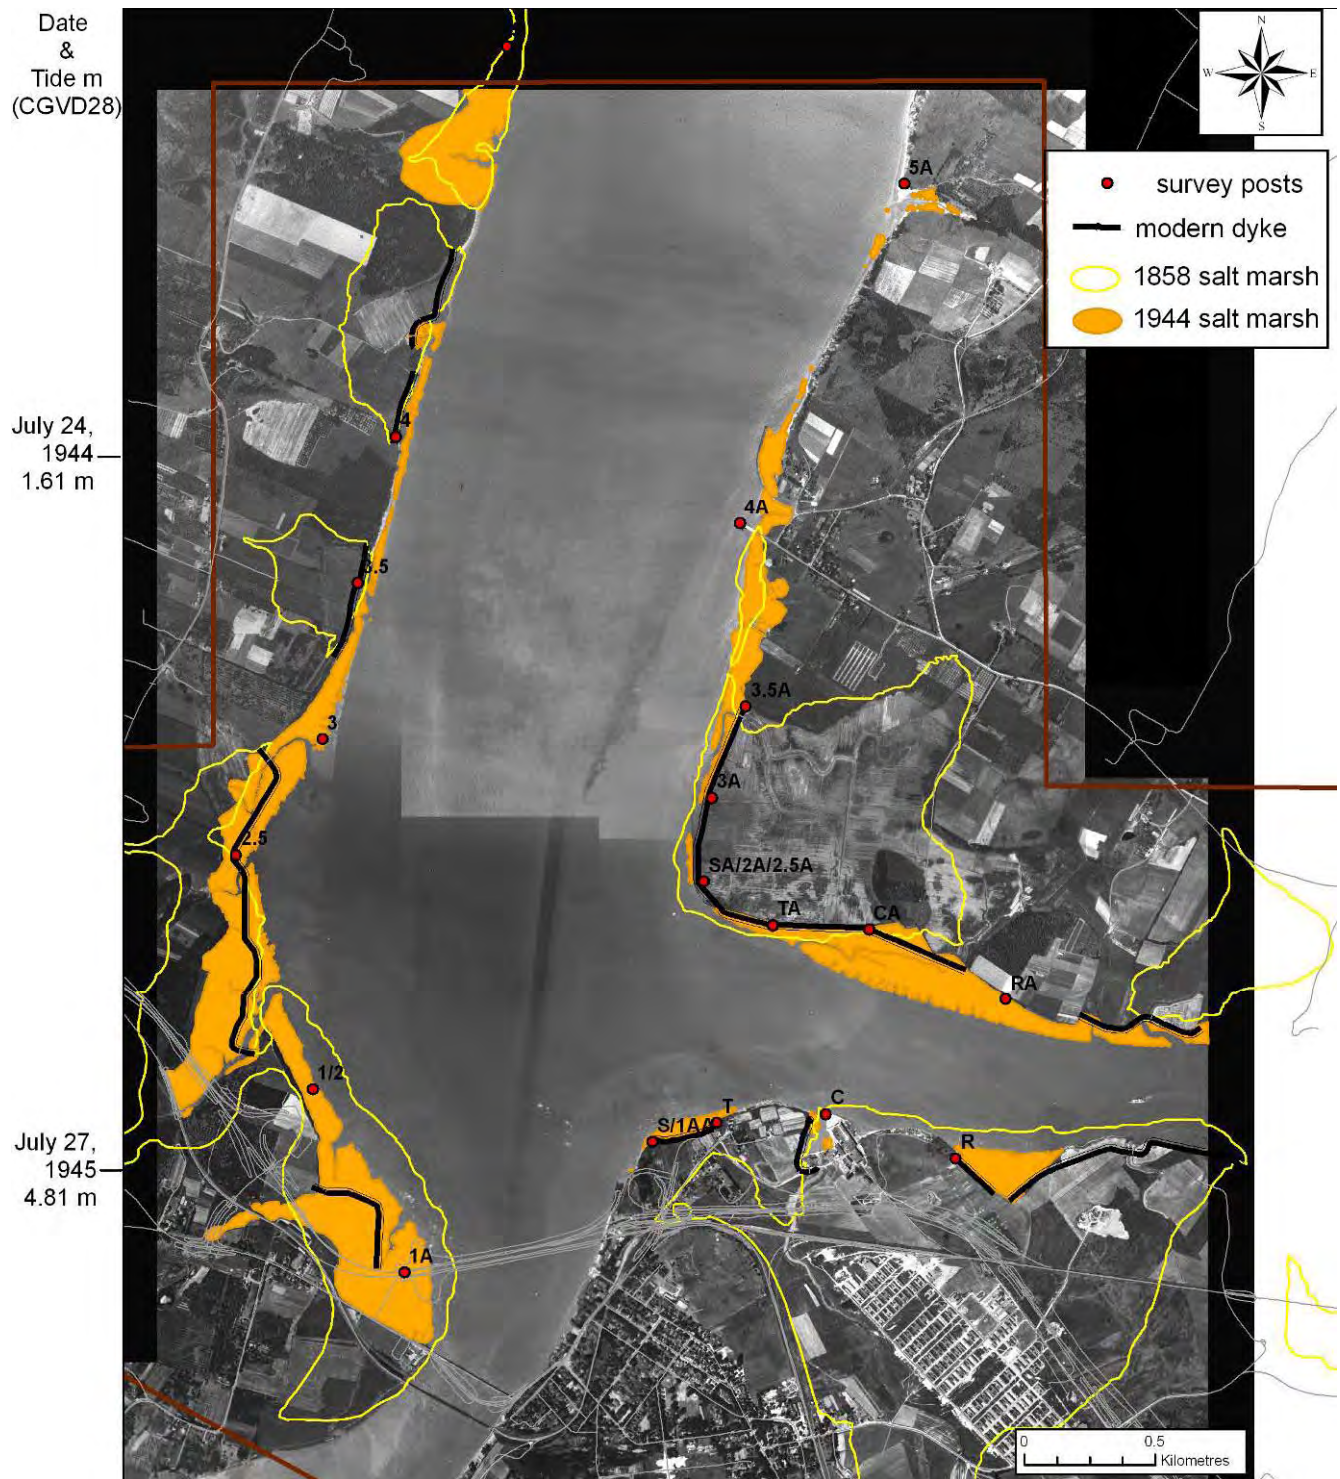 Date
&
Tide m
(CGVD28)
N
W E
S
survey posts
modern dyke
1858 salt marsh
1944 salt marsh
5A
4
July 24,
1944
1.61 m
4A
3.5
3.5A
3
3A
2.5
SA/2A/2.5A
TA
CA
RA
1/2
T
C
S/1AA
R
July 27,
1945
4.81 m
1A
0 0.5
Kilometres